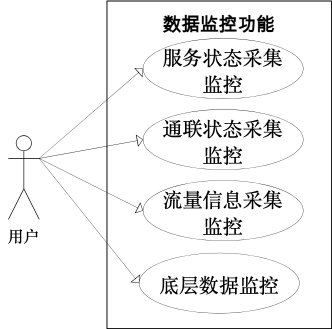 数据监控功能
服务状态采集
监控
通联状态采集
监控
流量信息采集
监控
底层数据监控
用户